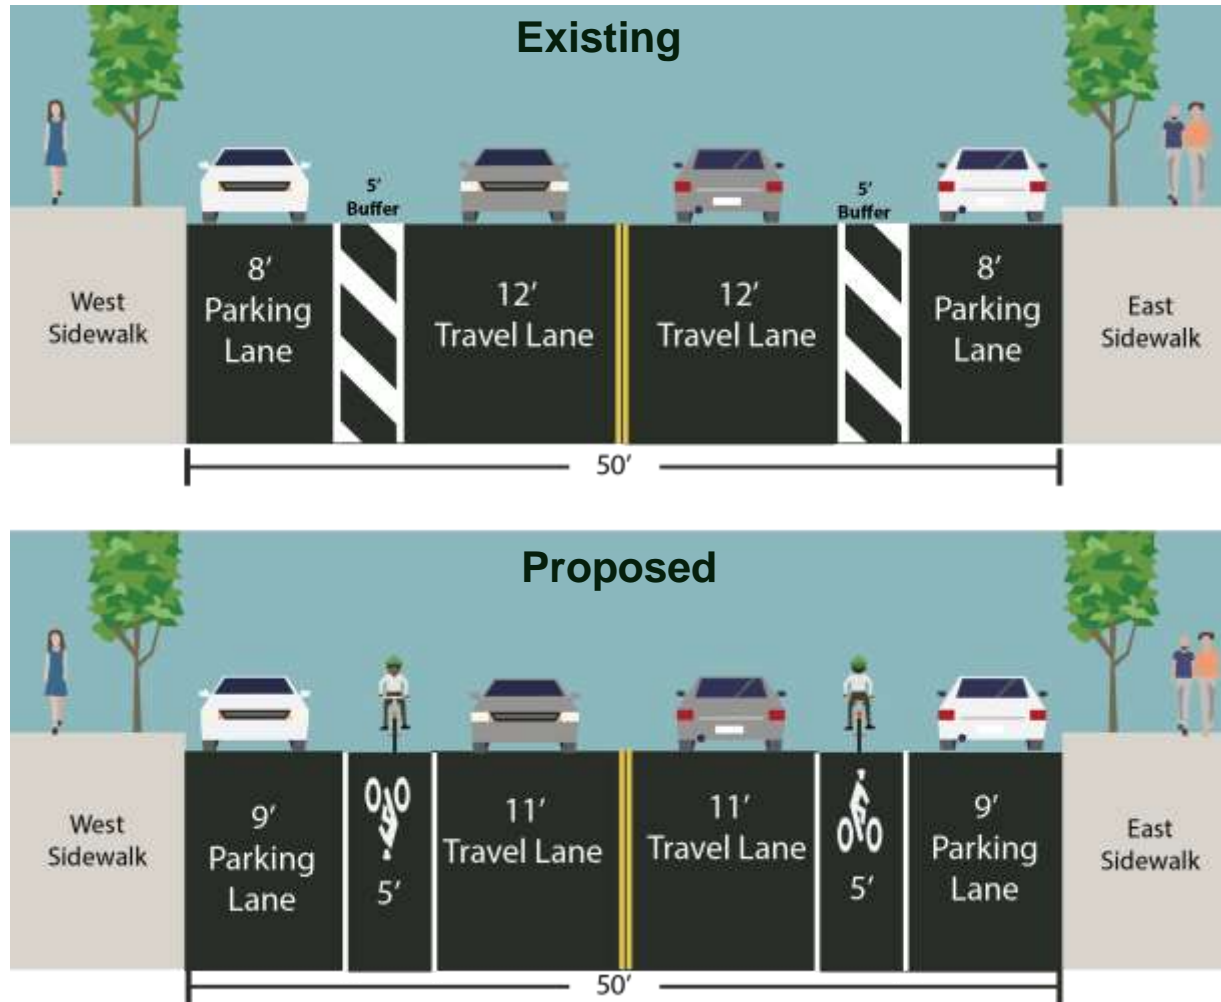 Existing
5’
Buffer
5’
Buffer
8’
Parking
Lane
12’
Travel Lane
12’
Travel Lane
8’
Parking
Lane
West
Sidewalk
East
Sidewalk
50’
Proposed
9’
Parking
Lane
5’
11’
Travel Lane
11’
Travel Lane
5’
9’
Parking
Lane
West
Sidewalk
East
Sidewalk
50’